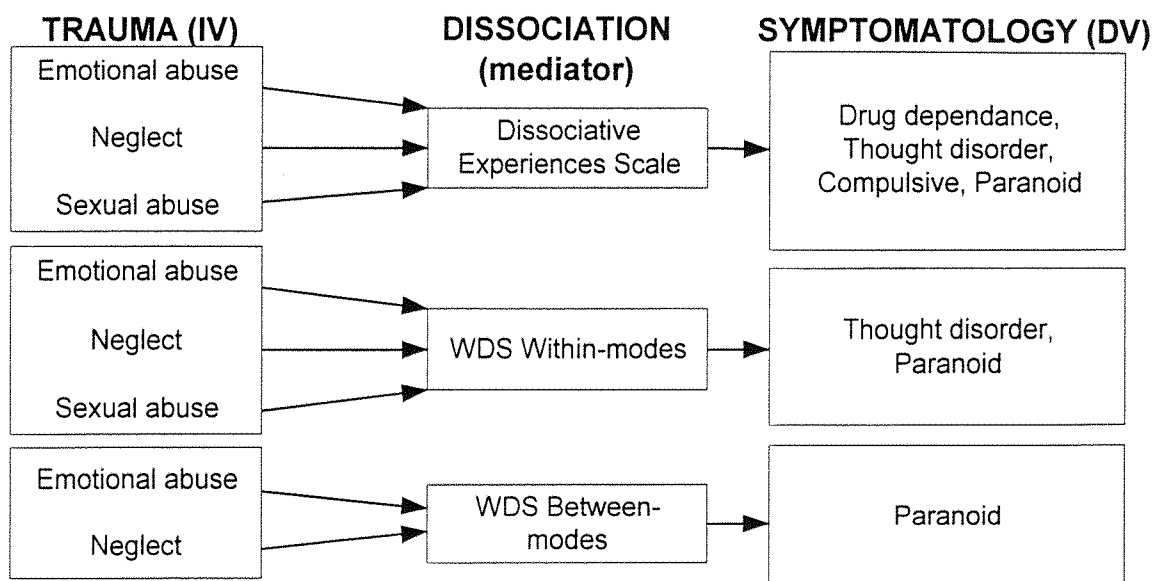 TRAUMA (IV)
DISSOCIATION
(mediator)
SYMPTOMATOLOGY (DV)
Emotional abuse
Neglect
Sexual abuse
Dissociative
Experiences Scale
Drug dependance,
Thought disorder,
Compulsive, Paranoid
Emotional abuse
Neglect
Sexual abuse
WDS Within-modes
Thought disorder,
Paranoid
Emotional abuse
Neglect
WDS Between-
modes
Paranoid